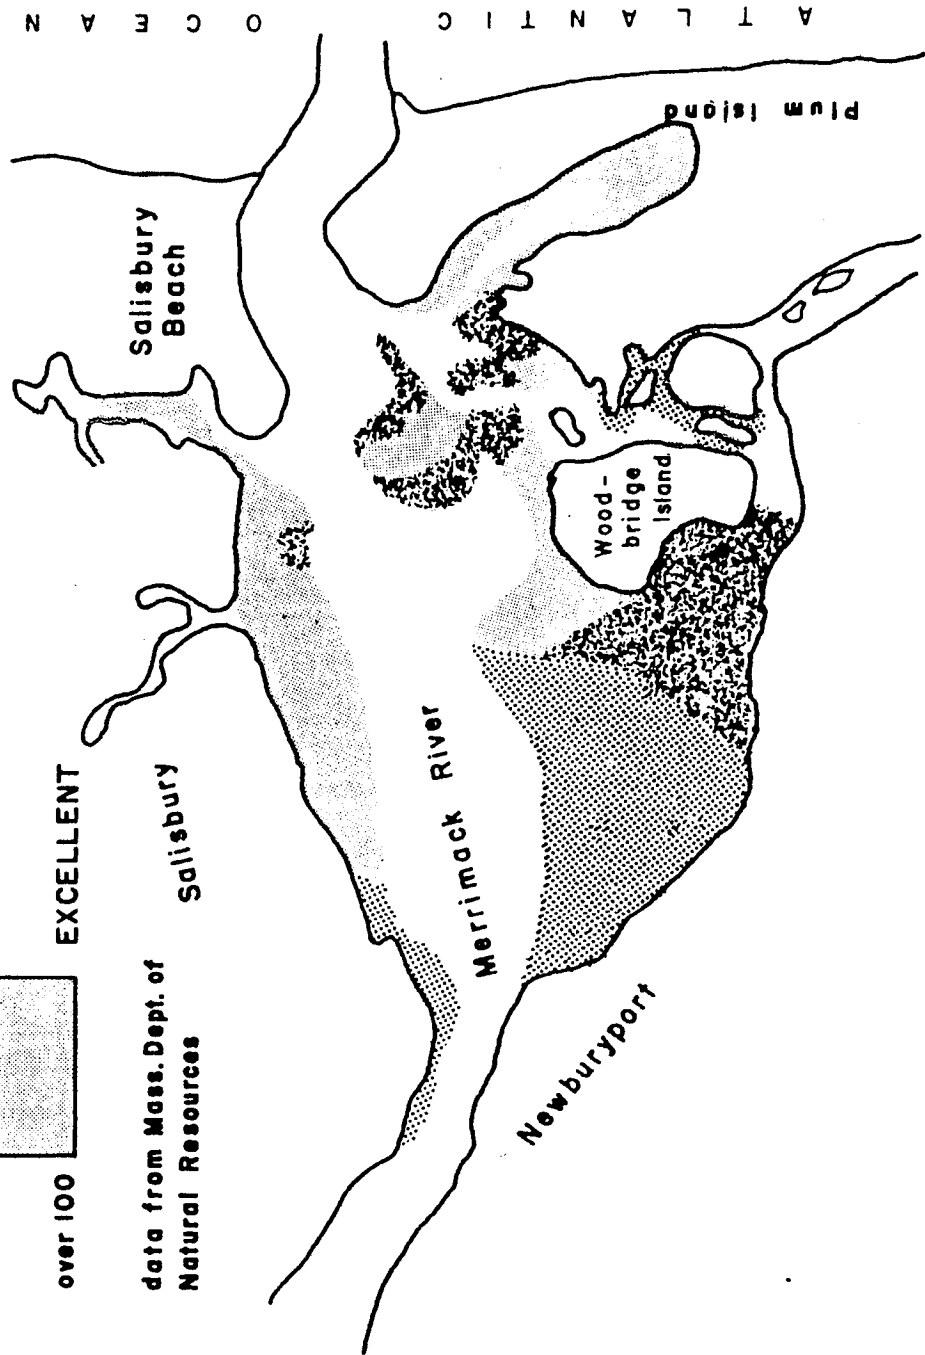 over 100
EXCELLENT
data from Mass. Dept. of
Natural Resources
Salisbury
Salisbury
Beach
ATLANTIC OCEAN
Plum island
Merrimack River
Wood-
bridge
Island
Newburyport